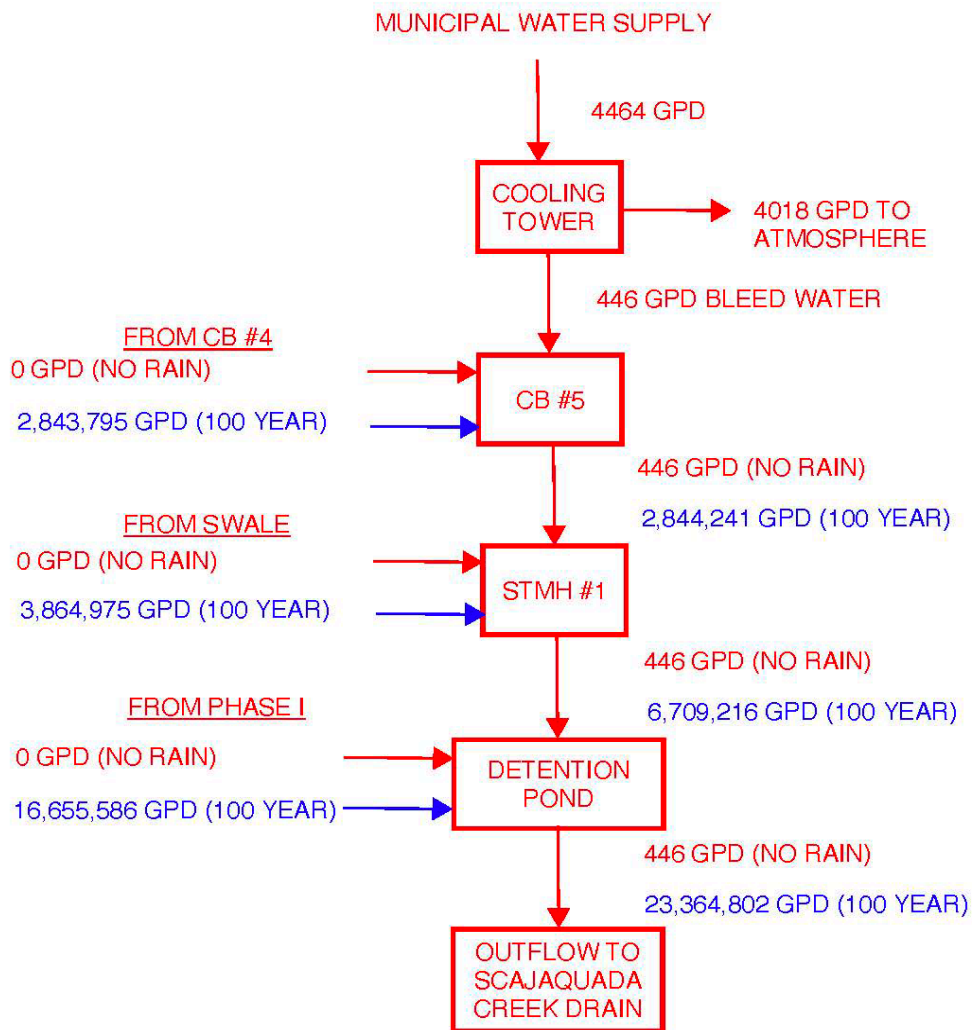 MUNICIPAL WATER SUPPLY
4464 GPD
COOLING
TOWER
4018 GPD TO
ATMOSPHERE
446 GPD BLEED WATER
FROM CB #4
0 GPD (NO RAIN)
2,843,795 GPD (100 YEAR)
CB #5
446 GPD (NO RAIN)
2,844,241 GPD (100 YEAR)
FROM SWALE
0 GPD (NO RAIN)
3,864,975 GPD (100 YEAR)
STMH #1
446 GPD (NO RAIN)
6,709,216 GPD (100 YEAR)
FROM PHASE I
0 GPD (NO RAIN)
16,655,586 GPD (100 YEAR)
DETENTION
POND
446 GPD (NO RAIN)
23,364,802 GPD (100 YEAR)
OUTFLOW TO
SCAJAQUADA
CREEK DRAIN